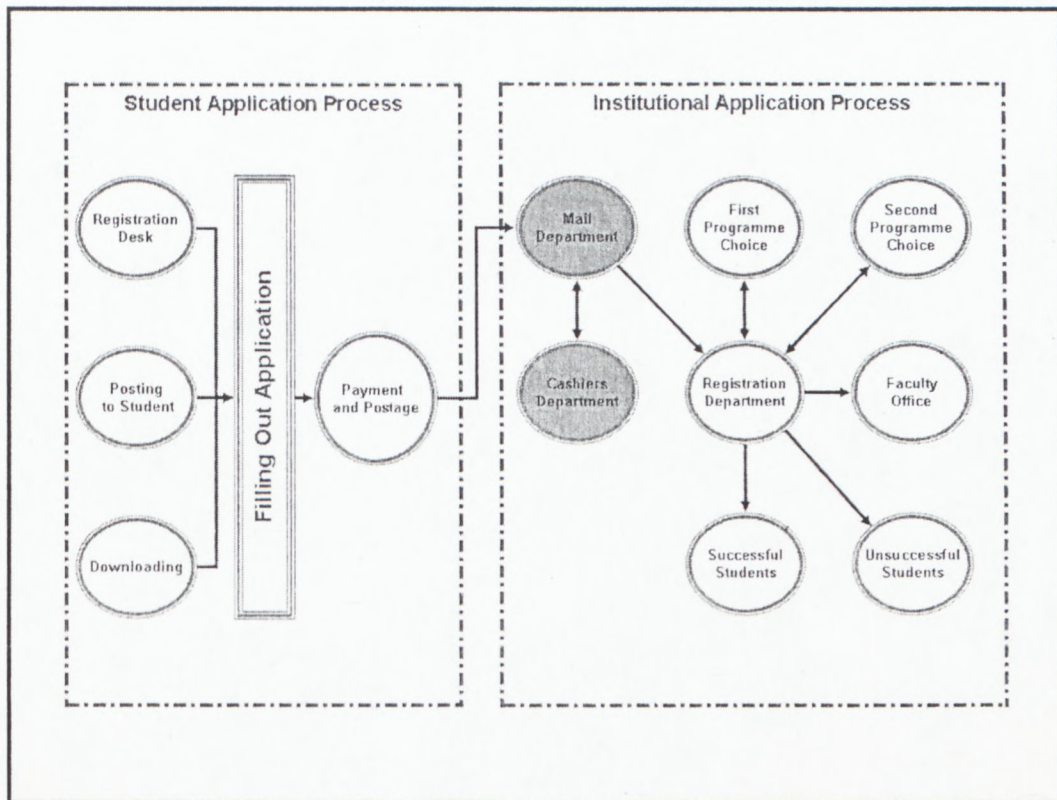 Student Application Process
Registration
Desk
Posting
to Student
Downloading
Filling Out Application
Payment
and Postage
Institutional Application Process
Mail
Department
First
Programme
Choice
Second
Programme
Choice
Cashiers
Department
Registration
Department
Faculty
Office
Successful
Students
Unsuccessful
Students